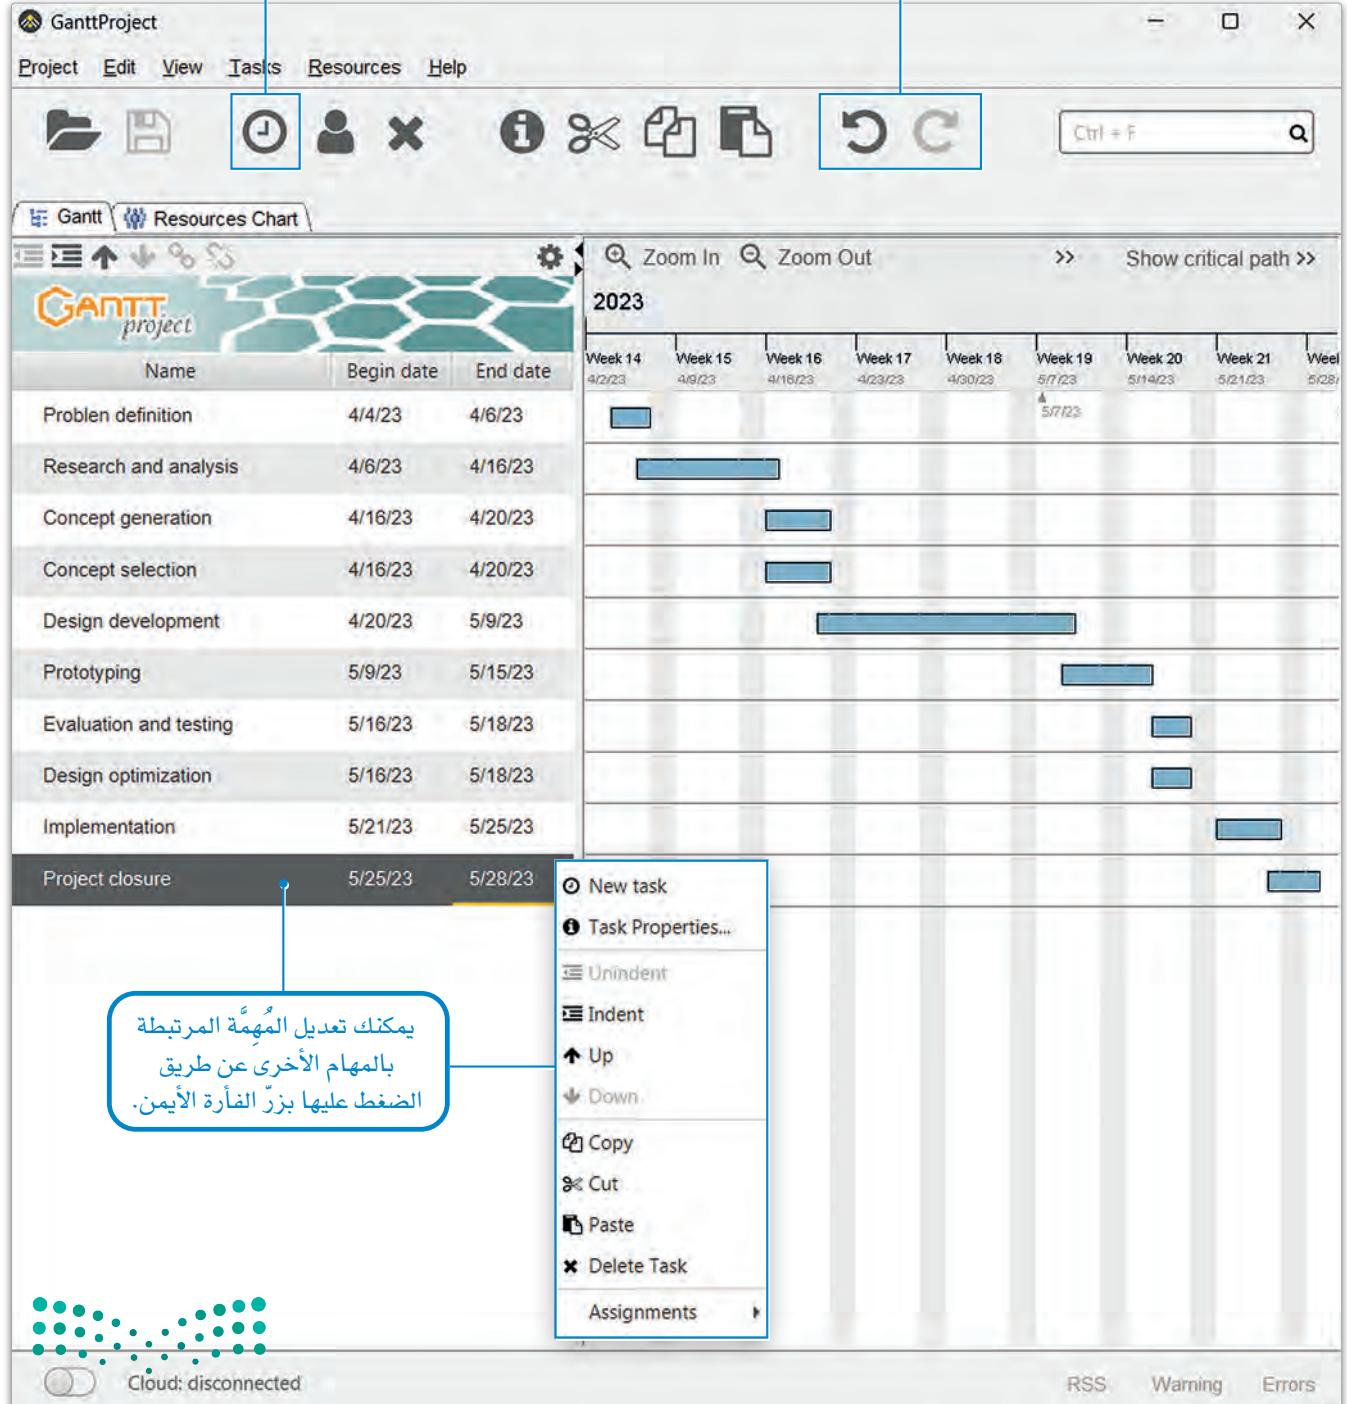 GanttProject
Project Edit View Tasks Resources Help
Ctrl + F
Gantt Resources Chart
Zoom In Zoom Out >> Show critical path >>
GANTT project
2023
Week 14 Week 15 Week 16 Week 17 Week 18 Week 19 Week 20 Week 21 Weel
4/2/23 4/9/23 4/16/23 4/23/23 4/30/23 5/7/23 5/14/23 5/21/23 5/28/
Name Begin date End date
5/7/23
Problen definition 4/4/23 4/6/23
Research and analysis 4/6/23 4/16/23
Concept generation 4/16/23 4/20/23
Concept selection 4/16/23 4/20/23
Design development 4/20/23 5/9/23
Prototyping 5/9/23 5/15/23
Evaluation and testing 5/16/23 5/18/23
Design optimization 5/16/23 5/18/23
Implementation 5/21/23 5/25/23
Project closure 5/25/23 5/28/23
New task
Task Properties...
Unindent
Indent
Up
Down
Copy
Cut
Paste
Delete Task
Assignments
يمكنك تعديل المُهِمَّة المرتبطة
بالمهام الأخرى عن طريق
الضغط عليها بزرّ الفأرة الأيمن.
Cloud: disconnected
RSS Warning Errors